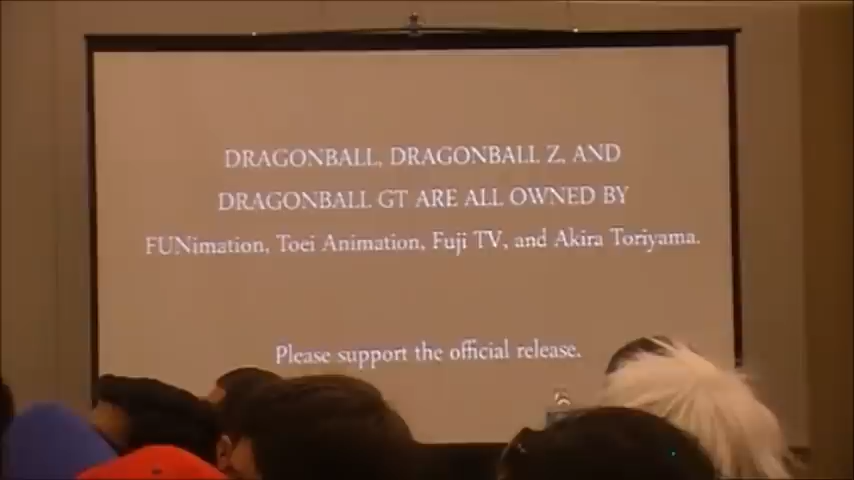 DRAGONBALL, DRAGONBALL Z, AND
DRAGONBALL GT ARE ALL OWNED BY
FUNimation, Toei Animation, Fuji TV, and Akira Toriyama.
Please support the official release.